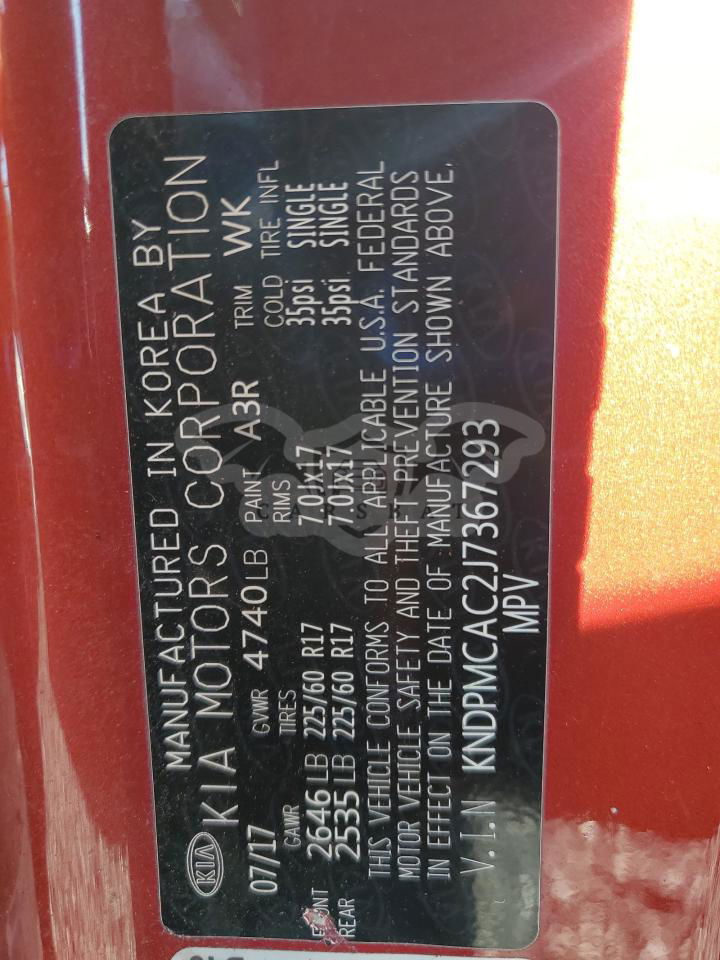 MANUFACTURED IN KOREA BY
KIA KIA MOTORS CORPORATION
07/17 GVWR 4740LB PAINT A3R TRIM WK
GAWR TIRES RIMS COLD TIRE INFL
FRONT 2646LB 225/60 R17 7.0Jx17 35psi SINGLE
REAR 2535LB 225/60 R17 7.0Jx17 35psi SINGLE
THIS VEHICLE CONFORMS TO ALL APPLICABLE U.S.A. FEDERAL
MOTOR VEHICLE SAFETY AND THEFT PREVENTION STANDARDS
IN EFFECT ON THE DATE OF MANUFACTURE SHOWN ABOVE.
V.I.N KNDPMCAC2J7367293
MPV